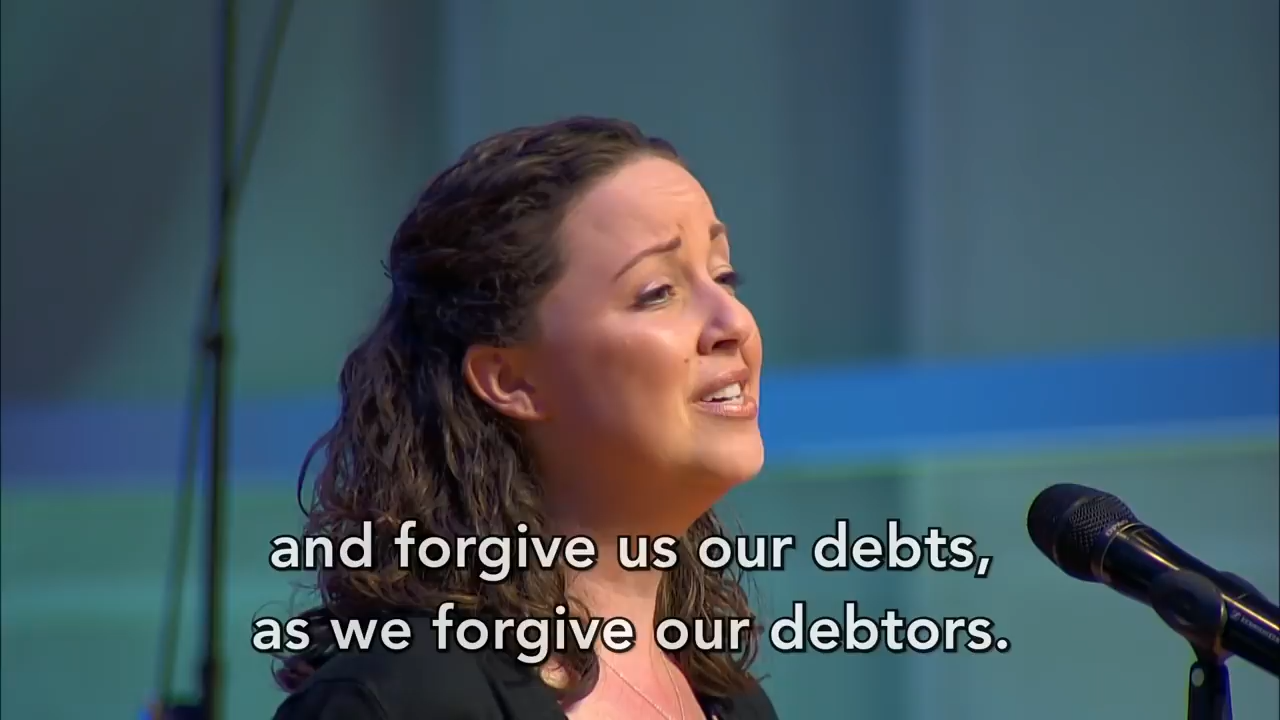 and forgive us our debts,
as we forgive our debtors.